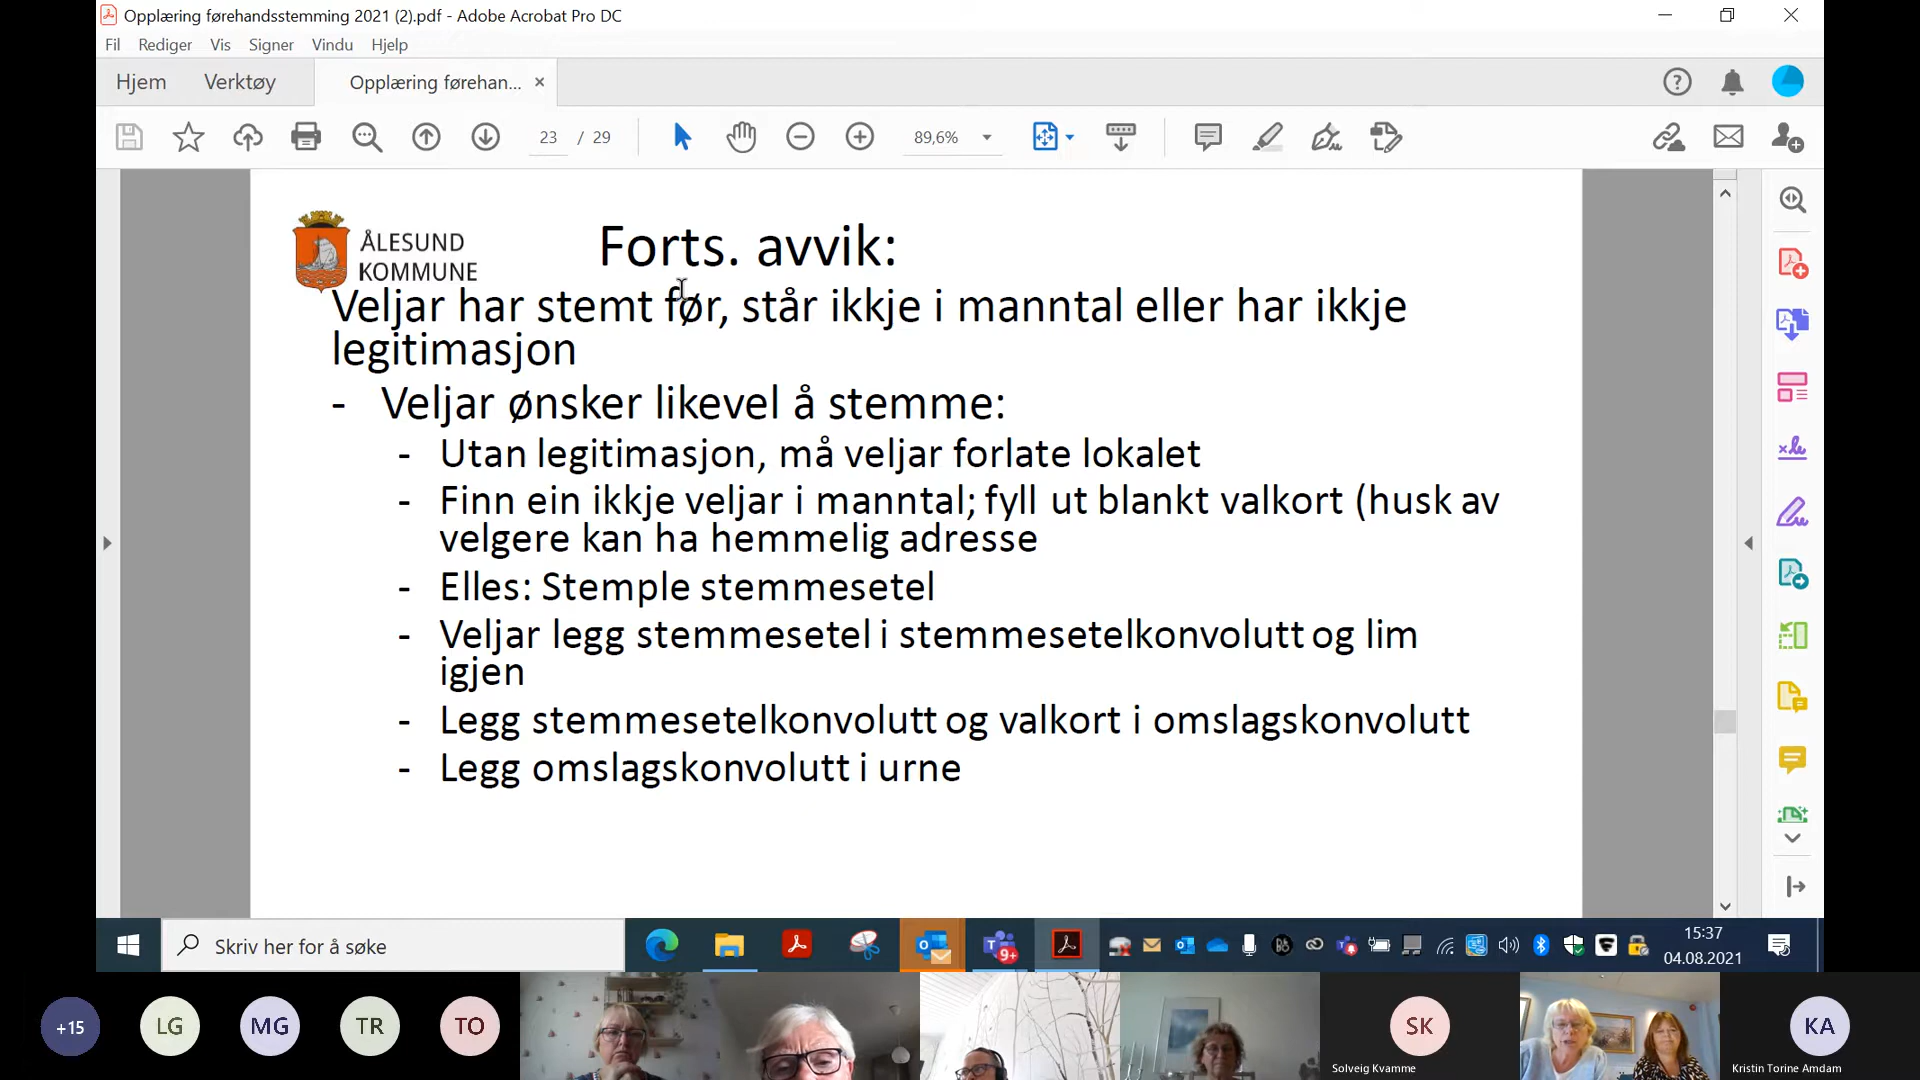 Opplæring førehandsstemming 2021 (2).pdf - Adobe Acrobat Pro DC
Fil Rediger Vis Signer Vindu Hjelp
Hjem Verktøy Opplæring førehan... ×
23 / 29 89,6%
ÅLESUND
KOMMUNE
Forts. avvik:
Veljar har stemt før, står ikkje i manntal eller har ikkje
legitimasjon
- Veljar ønsker likevel å stemme:
- Utan legitimasjon, må veljar forlate lokalet
- Finn ein ikkje veljar i manntal; fyll ut blankt valkort (husk av
velgere kan ha hemmelig adresse
- Elles: Stemple stemmesetel
- Veljar legg stemmesetel i stemmesetelkonvolutt og lim
igjen
- Legg stemmesetelkonvolutt og valkort i omslagskonvolutt
- Legg omslagskonvolutt i urne
Skriv her for å søke
9+
15:37
04.08.2021
+15 LG MG TR TO SK KA
Solveig Kvamme
Kristin Torine Amdam